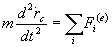 m d²r_c / dt² = ∑_i F_i^(e)